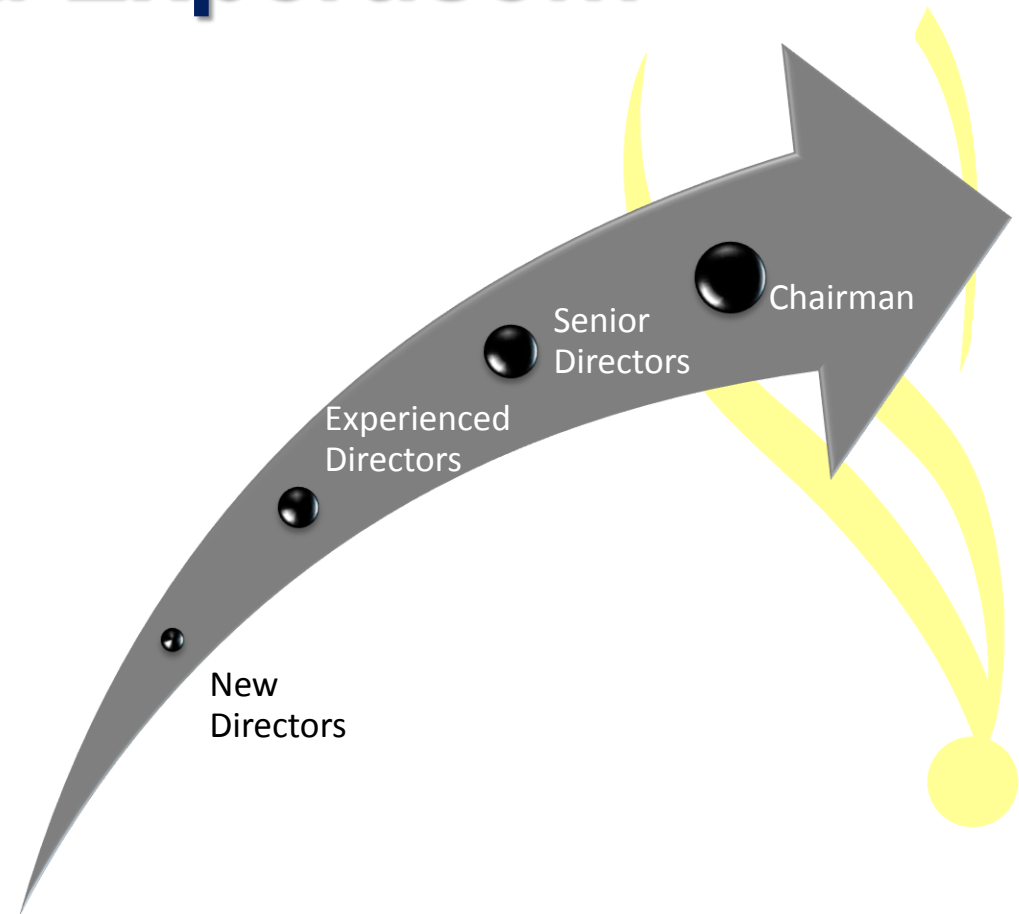 Chairman
Senior
Directors
Experienced
Directors
New
Directors